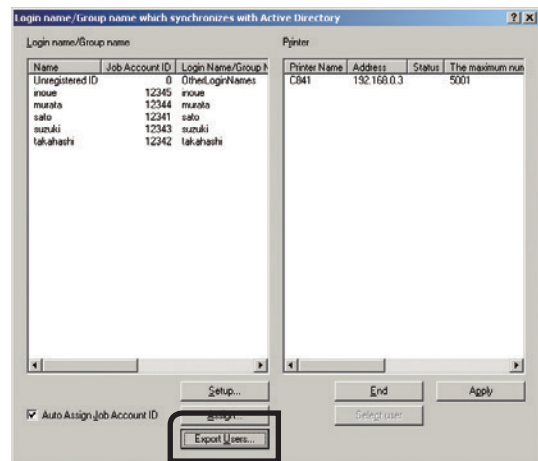 Login name/Group name which synchronizes with Active Directory
Login name/Group name
Printer
Name Job Account ID Login Name/Group N
Unregistered ID 0 OtherLoginNames
inoue 12345 inoue
murata 12344 murata
sato 12341 sato
suzuki 12343 suzuki
takahashi 12342 takahashi
Printer Name Address Status The maximum num
C841 192.168.0.3 5001
Setup...
End
Apply
Auto Assign Job Account ID
Assign...
Select user
Export Users...